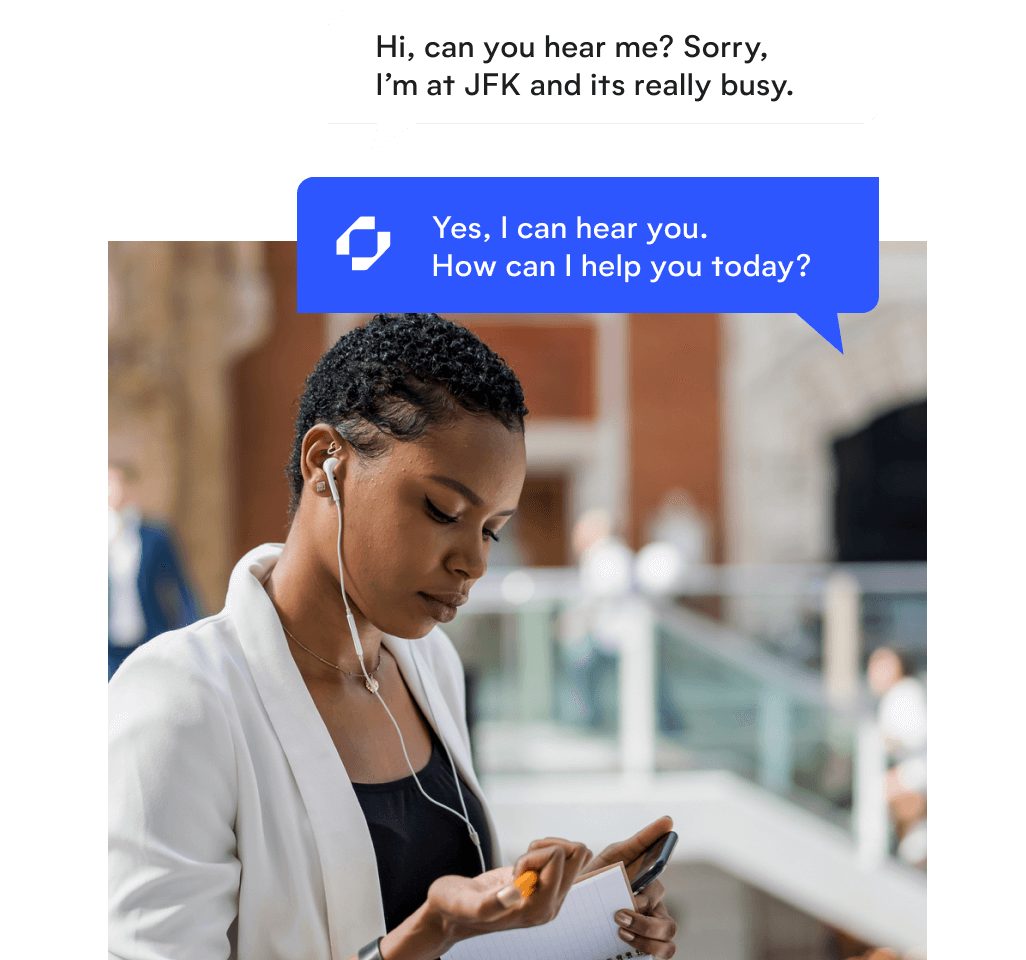 Hi, can you hear me? Sorry,
I’m at JFK and its really busy.
Yes, I can hear you.
How can I help you today?